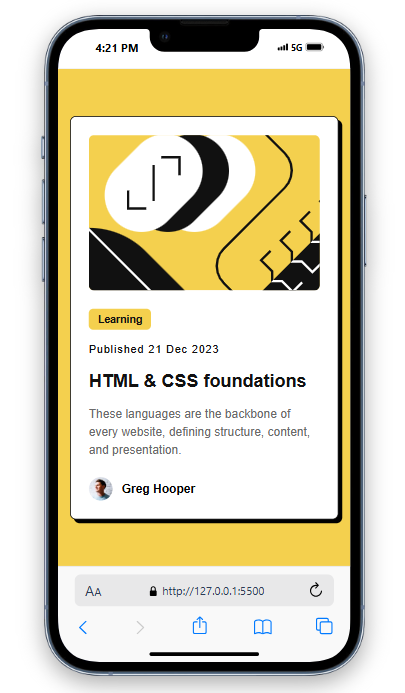 4:21 PM
5G
Learning
Published 21 Dec 2023
HTML & CSS foundations
These languages are the backbone of
every website, defining structure, content,
and presentation.
Greg Hooper
AA
http://127.0.0.1:5500